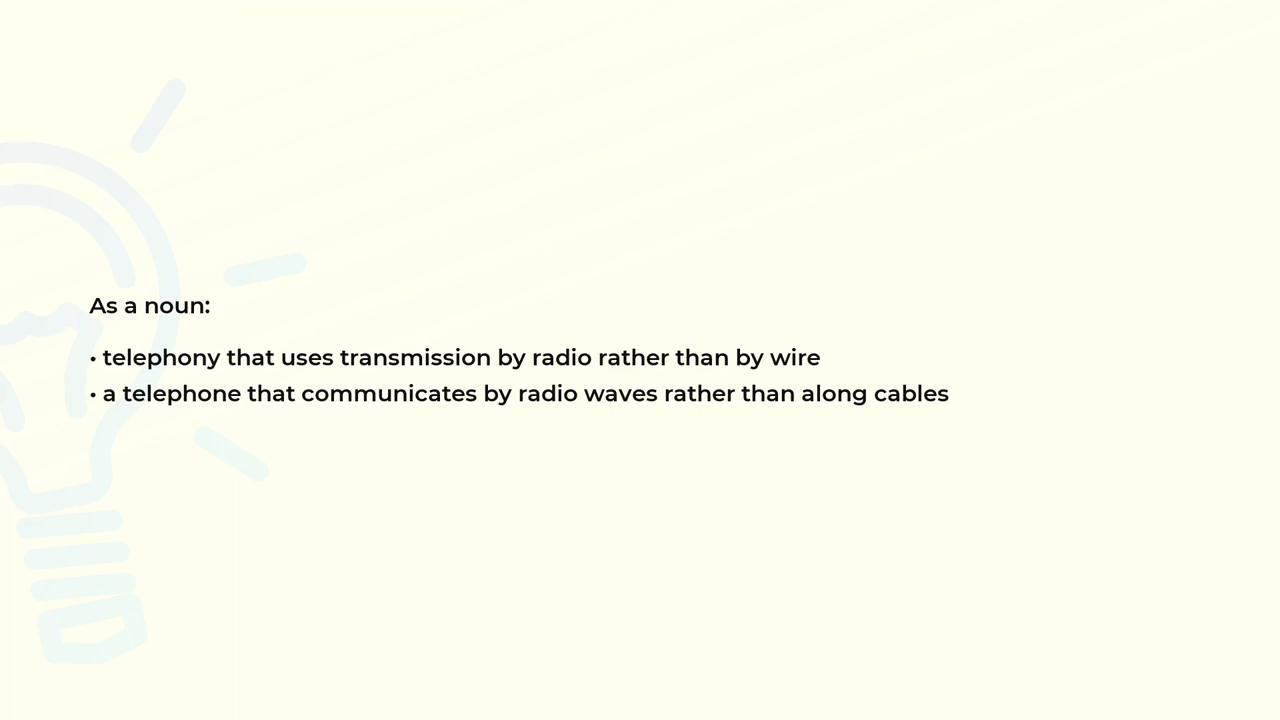 As a noun:
• telephony that uses transmission by radio rather than by wire
• a telephone that communicates by radio waves rather than along cables